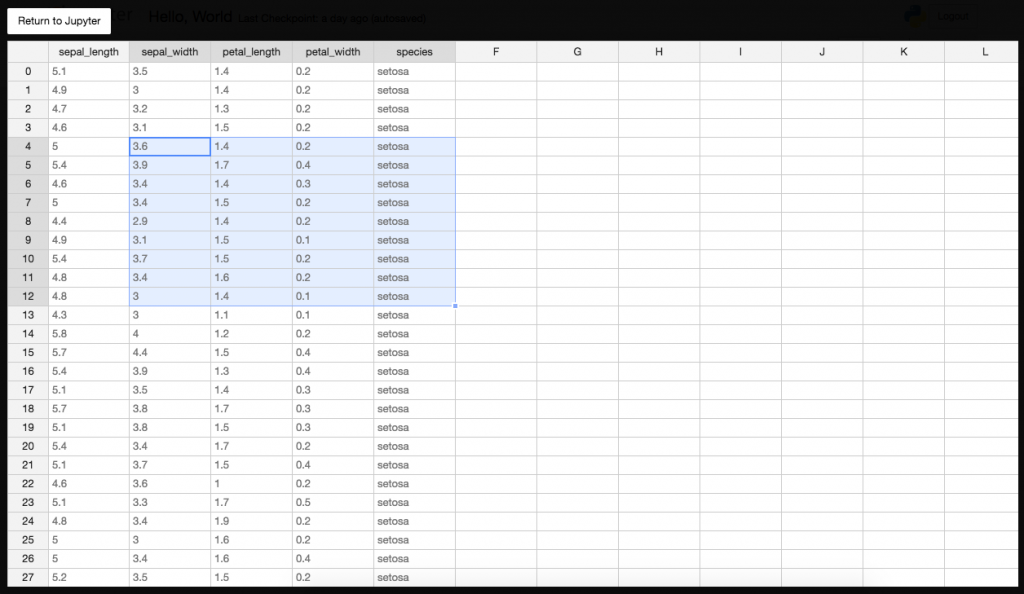 Return to Jupyter Hello, World Last Checkpoint: a day ago (autosaved) Logout
sepal_length sepal_width petal_length petal_width species F G H I J K L
0 5.1 3.5 1.4 0.2 setosa
1 4.9 3 1.4 0.2 setosa
2 4.7 3.2 1.3 0.2 setosa
3 4.6 3.1 1.5 0.2 setosa
4 5 3.6 1.4 0.2 setosa
5 5.4 3.9 1.7 0.4 setosa
6 4.6 3.4 1.4 0.3 setosa
7 5 3.4 1.5 0.2 setosa
8 4.4 2.9 1.4 0.2 setosa
9 4.9 3.1 1.5 0.1 setosa
10 5.4 3.7 1.5 0.2 setosa
11 4.8 3.4 1.6 0.2 setosa
12 4.8 3 1.4 0.1 setosa
13 4.3 3 1.1 0.1 setosa
14 5.8 4 1.2 0.2 setosa
15 5.7 4.4 1.5 0.4 setosa
16 5.4 3.9 1.3 0.4 setosa
17 5.1 3.5 1.4 0.3 setosa
18 5.7 3.8 1.7 0.3 setosa
19 5.1 3.8 1.5 0.3 setosa
20 5.4 3.4 1.7 0.2 setosa
21 5.1 3.7 1.5 0.4 setosa
22 4.6 3.6 1 0.2 setosa
23 5.1 3.3 1.7 0.5 setosa
24 4.8 3.4 1.9 0.2 setosa
25 5 3 1.6 0.2 setosa
26 5 3.4 1.6 0.4 setosa
27 5.2 3.5 1.5 0.2 setosa